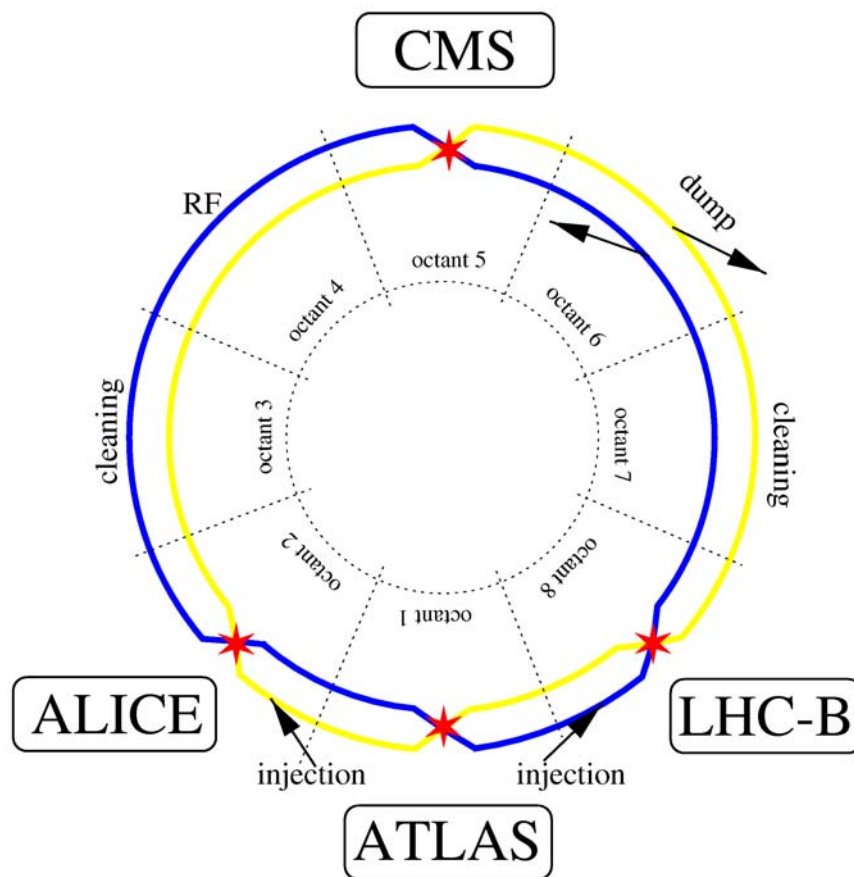 CMS
RF
dump
octant 5
octant 4
octant 6
cleaning
octant 3
octant 7
cleaning
octant 2
octant 8
octant 1
ALICE
LHC-B
injection
injection
ATLAS